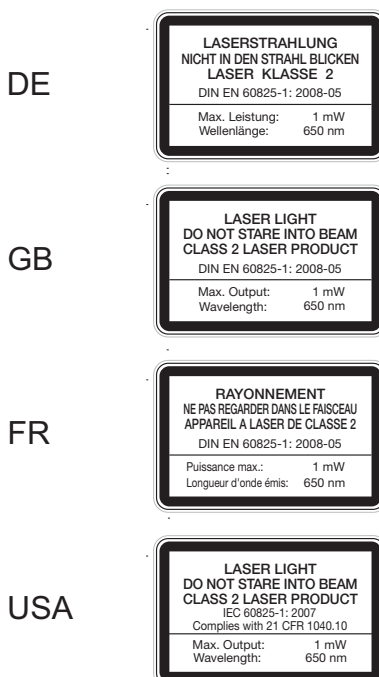 DE
LASERSTRAHLUNG
NICHT IN DEN STRAHL BLICKEN
LASER KLASSE 2
DIN EN 60825-1: 2008-05
Max. Leistung: 1 mW
Wellenlänge: 650 nm
GB
LASER LIGHT
DO NOT STARE INTO BEAM
CLASS 2 LASER PRODUCT
DIN EN 60825-1: 2008-05
Max. Output: 1 mW
Wavelength: 650 nm
FR
RAYONNEMENT
NE PAS REGARDER DANS LE FAISCEAU
APPAREIL A LASER DE CLASSE 2
DIN EN 60825-1: 2008-05
Puissance max.: 1 mW
Longueur d'onde émis: 650 nm
USA
LASER LIGHT
DO NOT STARE INTO BEAM
CLASS 2 LASER PRODUCT
IEC 60825-1: 2007
Complies with 21 CFR 1040.10
Max. Output: 1 mW
Wavelength: 650 nm